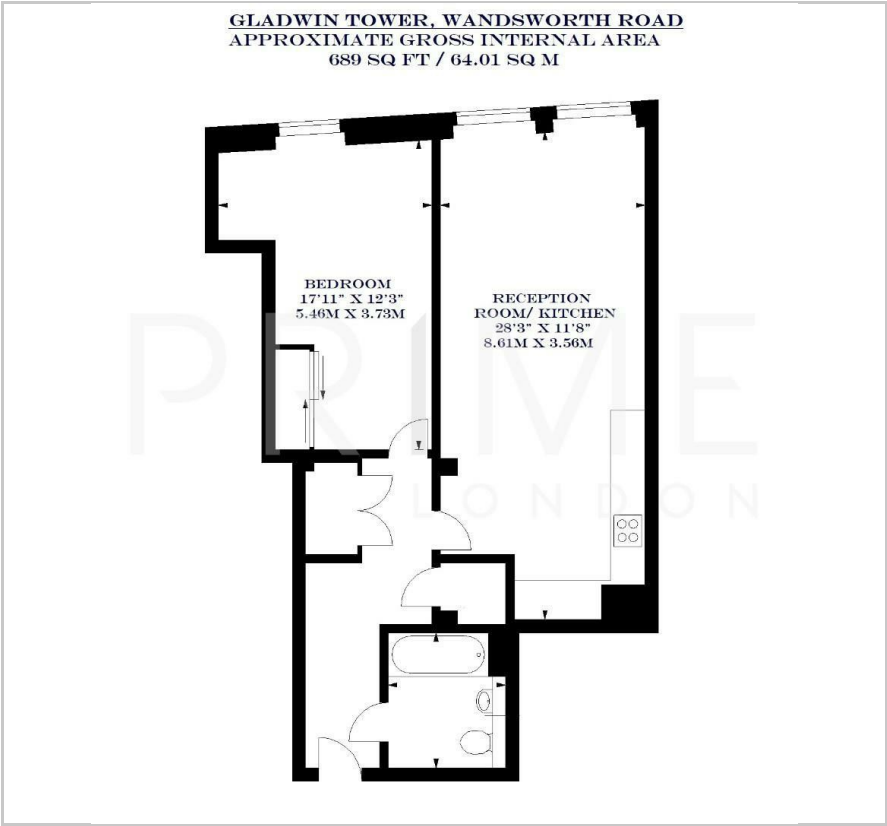 GLADWIN TOWER, WANDSWORTH ROAD
APPROXIMATE GROSS INTERNAL AREA
689 SQ FT / 64.01 SQ M
BEDROOM
17'11" X 12'3"
5.46M X 3.73M
RECEPTION
ROOM/ KITCHEN
28'3" X 11'8"
8.61M X 3.56M
PRIME
LONDON